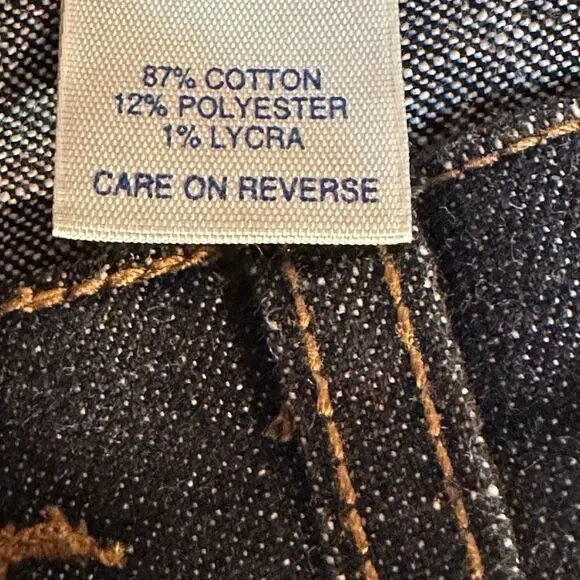 87% COTTON
12% POLYESTER
1% LYCRA
CARE ON REVERSE